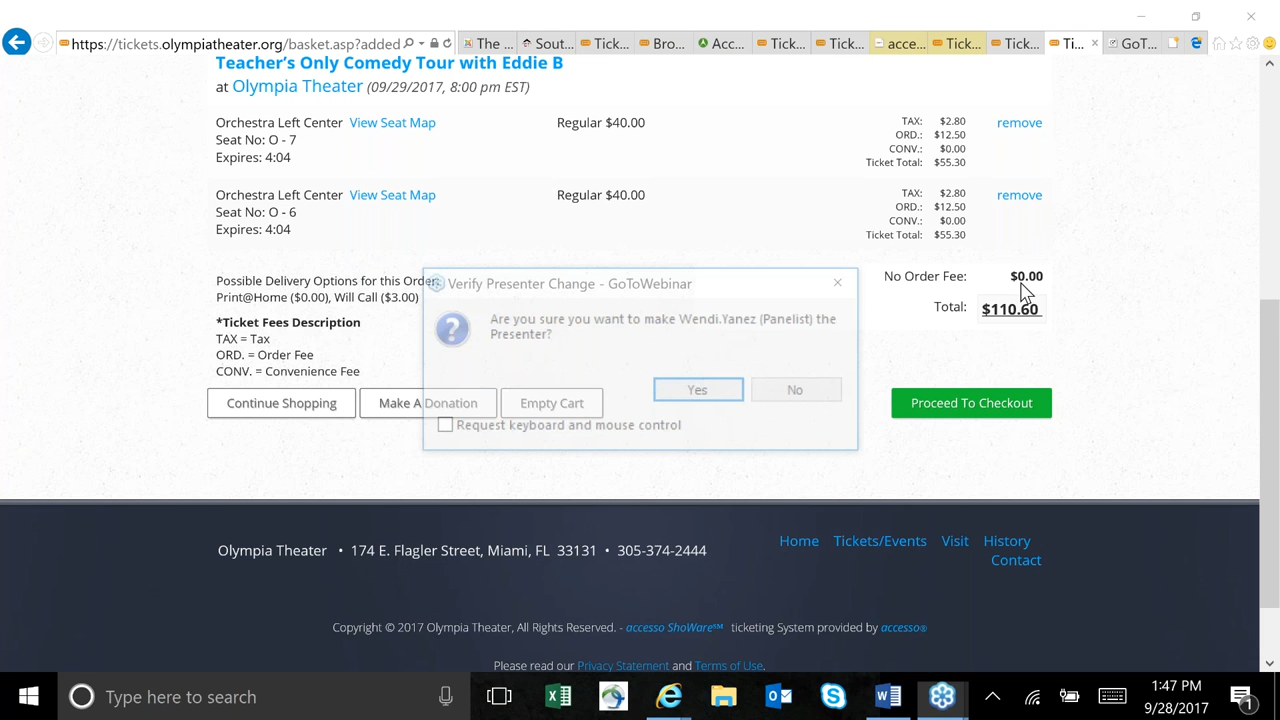 https://tickets.olympiatheater.org/basket.asp?added
The ...
Sout...
Tick...
Bro...
Acc...
Tick...
Tick...
acce...
Tick...
Tick...
Ti...
GoT...
Teacher's Only Comedy Tour with Eddie B
at Olympia Theater (09/29/2017, 8:00 pm EST)
Orchestra Left Center View Seat Map Regular $40.00 TAX: $2.80 remove
Seat No: O - 7 ORD.: $12.50
Expires: 4:04 CONV.: $0.00
Ticket Total: $55.30
Orchestra Left Center View Seat Map Regular $40.00 TAX: $2.80 remove
Seat No: O - 6 ORD.: $12.50
Expires: 4:04 CONV.: $0.00
Ticket Total: $55.30
Possible Delivery Options for this Order:
Print@Home ($0.00), Will Call ($3.00)
No Order Fee: $0.00
Total: $110.60
*Ticket Fees Description
TAX = Tax
ORD. = Order Fee
CONV. = Convenience Fee
Verify Presenter Change - GoToWebinar
Are you sure you want to make Wendi.Yanez (Panelist) the
Presenter?
Yes No
Request keyboard and mouse control
Continue Shopping Make A Donation Empty Cart Proceed To Checkout
Olympia Theater • 174 E. Flagler Street, Miami, FL 33131 • 305-374-2444
Home Tickets/Events Visit History
Contact
Copyright © 2017 Olympia Theater, All Rights Reserved. - accesso ShoWare℠ ticketing System provided by accesso®
Please read our Privacy Statement and Terms of Use.
Type here to search
1:47 PM
9/28/2017
1